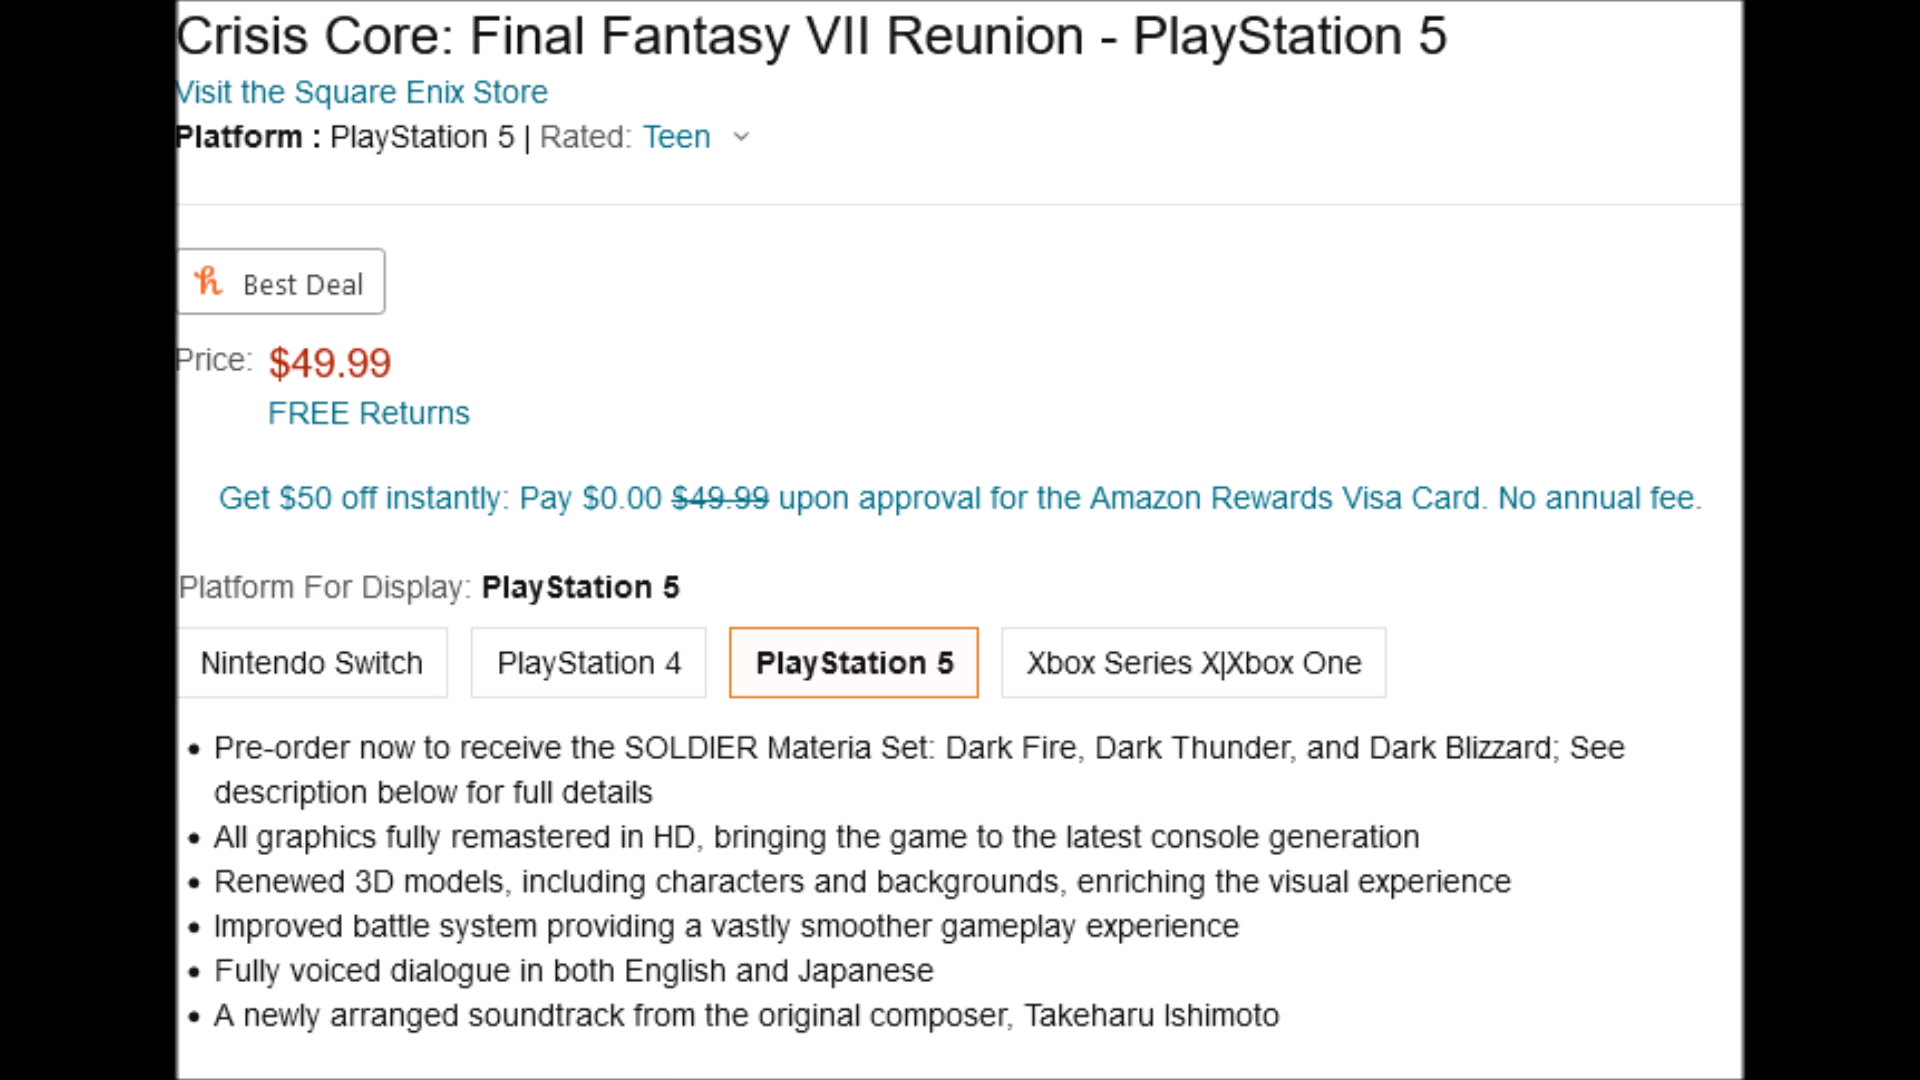 Crisis Core: Final Fantasy VII Reunion - PlayStation 5
Visit the Square Enix Store
Platform : PlayStation 5 | Rated: Teen
Best Deal
Price: $49.99
FREE Returns
Get $50 off instantly: Pay $0.00 $49.99 upon approval for the Amazon Rewards Visa Card. No annual fee.
Platform For Display: PlayStation 5
Nintendo Switch PlayStation 4 PlayStation 5 Xbox Series X|Xbox One
• Pre-order now to receive the SOLDIER Materia Set: Dark Fire, Dark Thunder, and Dark Blizzard; See
description below for full details
• All graphics fully remastered in HD, bringing the game to the latest console generation
• Renewed 3D models, including characters and backgrounds, enriching the visual experience
• Improved battle system providing a vastly smoother gameplay experience
• Fully voiced dialogue in both English and Japanese
• A newly arranged soundtrack from the original composer, Takeharu Ishimoto